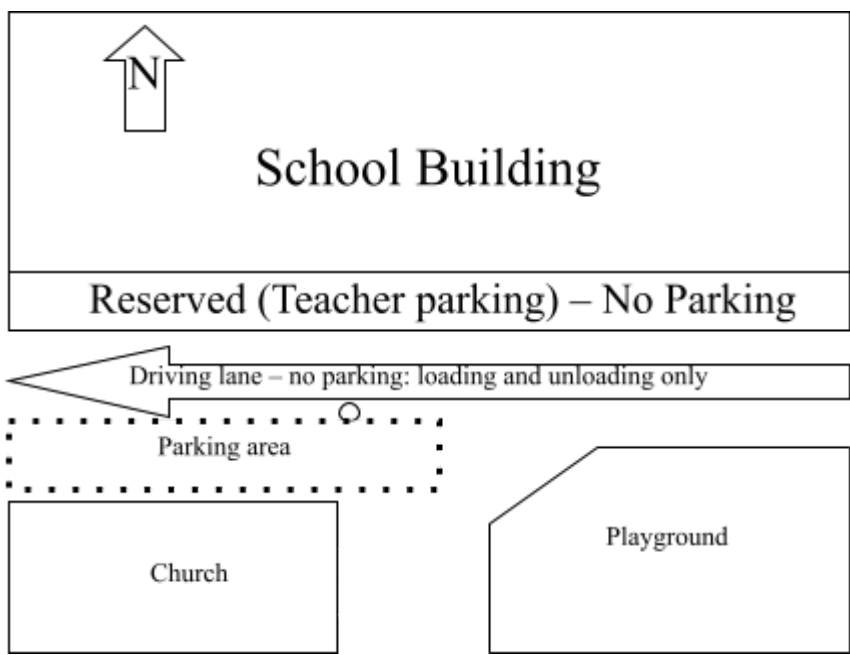 N
School Building
Reserved (Teacher parking) – No Parking
Driving lane – no parking: loading and unloading only
Parking area
Church
Playground